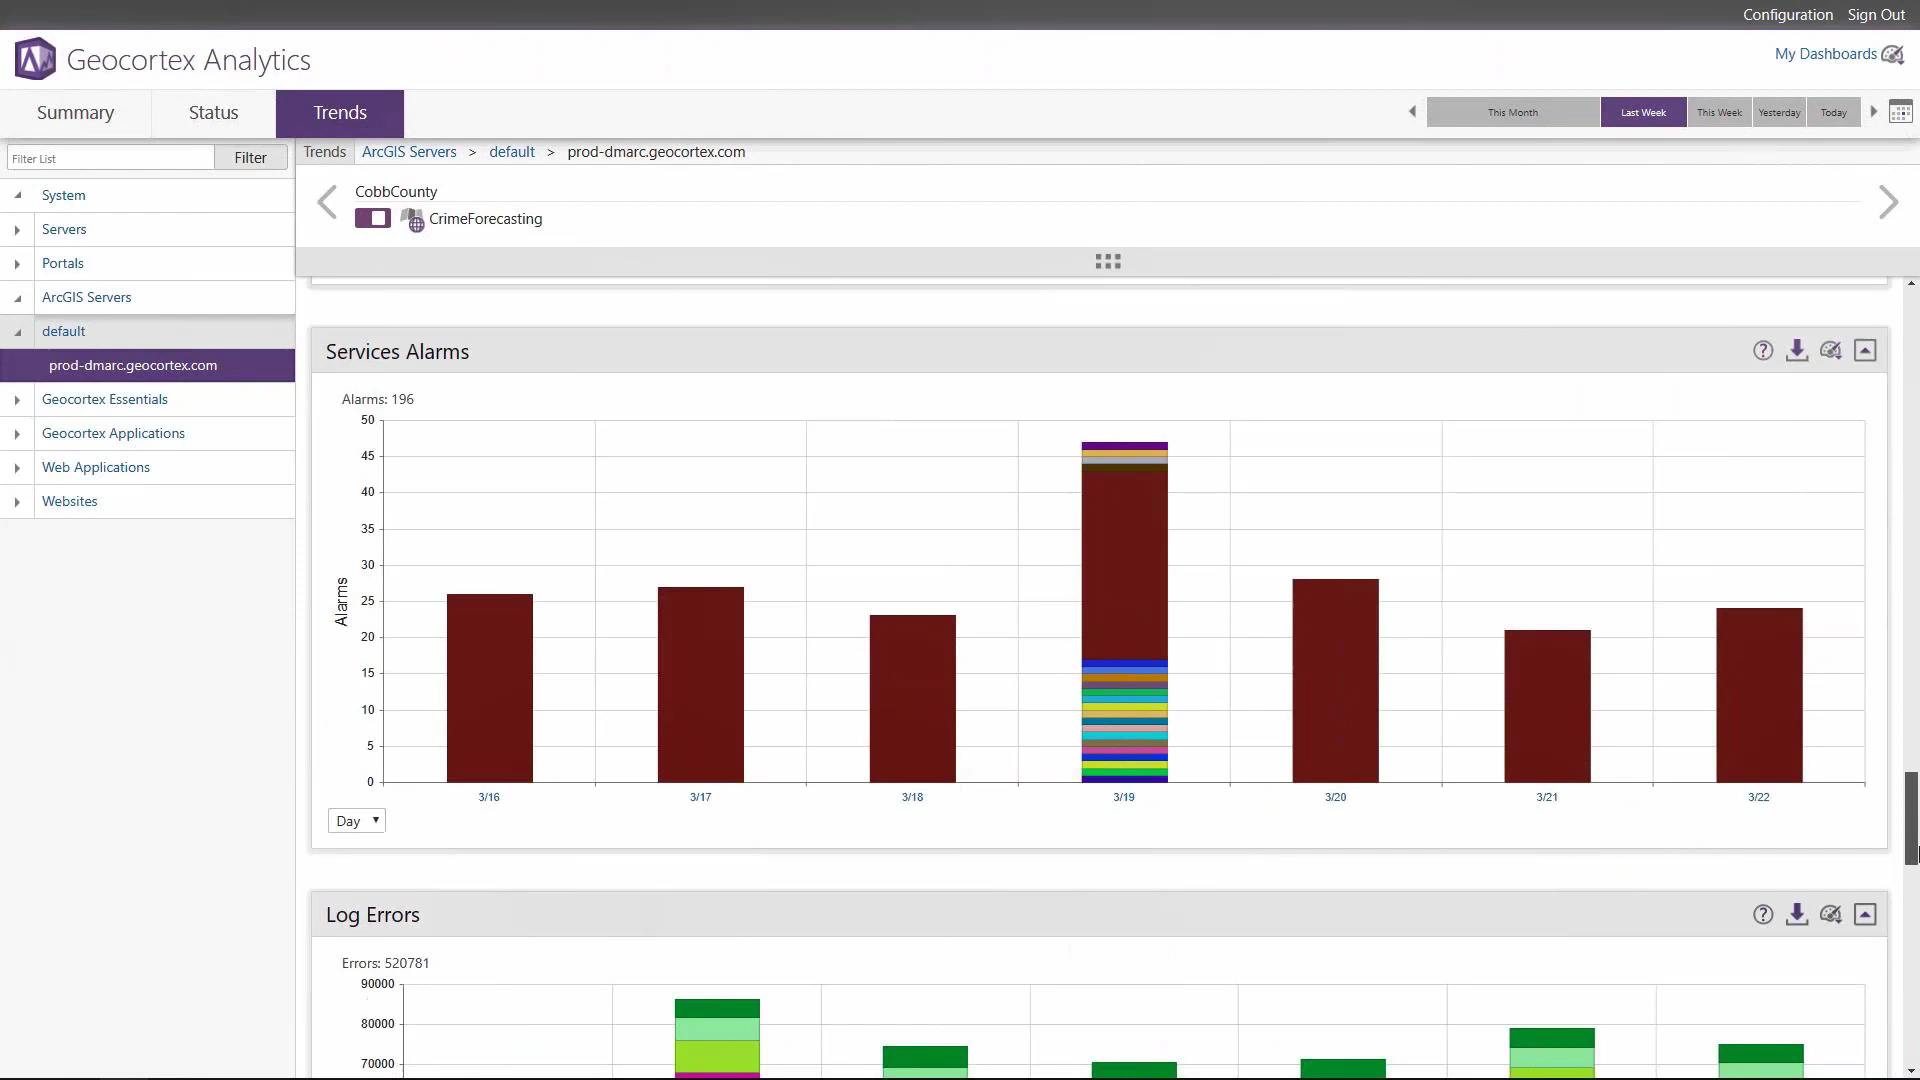 Configuration Sign Out
Geocortex Analytics
My Dashboards
Summary Status Trends
This Month Last Week This Week Yesterday Today
Filter List Filter
Trends ArcGIS Servers > default > prod-dmarc.geocortex.com
System
Servers
Portals
ArcGIS Servers
default
prod-dmarc.geocortex.com
Geocortex Essentials
Geocortex Applications
Web Applications
Websites
CobbCounty
CrimeForecasting
Services Alarms
?
Alarms: 196
Alarms
50
45
40
35
30
25
20
15
10
5
0
3/16 3/17 3/18 3/19 3/20 3/21 3/22
Day
Log Errors
?
Errors: 520781
90000
80000
70000